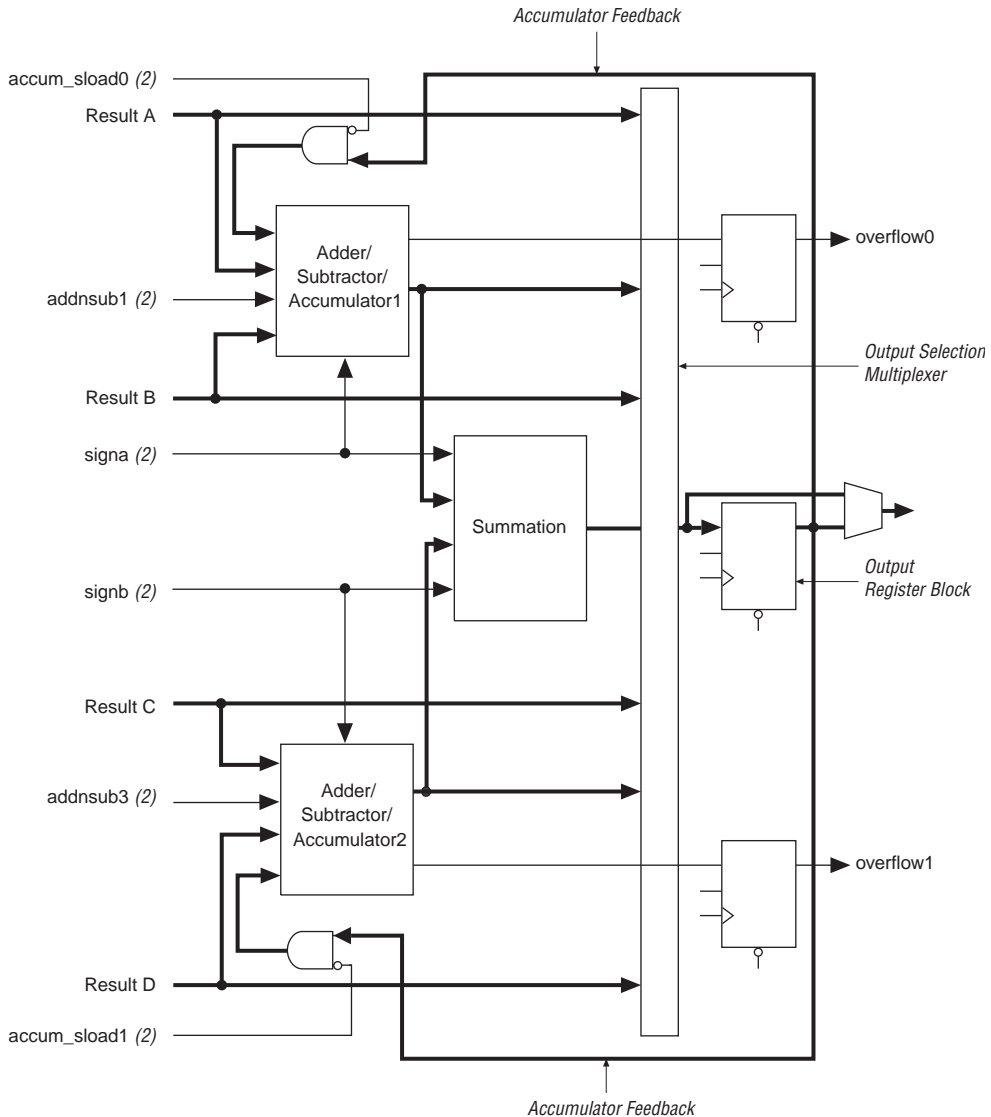 Accumulator Feedback
accum_sload0 (2)
Result A
Adder/
Subtractor/
Accumulator1
overflow0
addnsub1 (2)
Output Selection
Multiplexer
Result B
signa (2)
Summation
signb (2)
Output
Register Block
Result C
Adder/
Subtractor/
Accumulator2
addnsub3 (2)
overflow1
Result D
accum_sload1 (2)
Accumulator Feedback